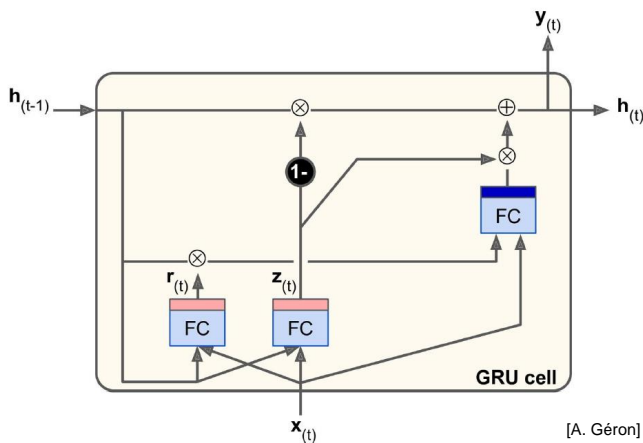 y(t)
h(t-1)
h(t)
1-
FC
r(t)
z(t)
FC
FC
GRU cell
x(t)
[A. Géron]